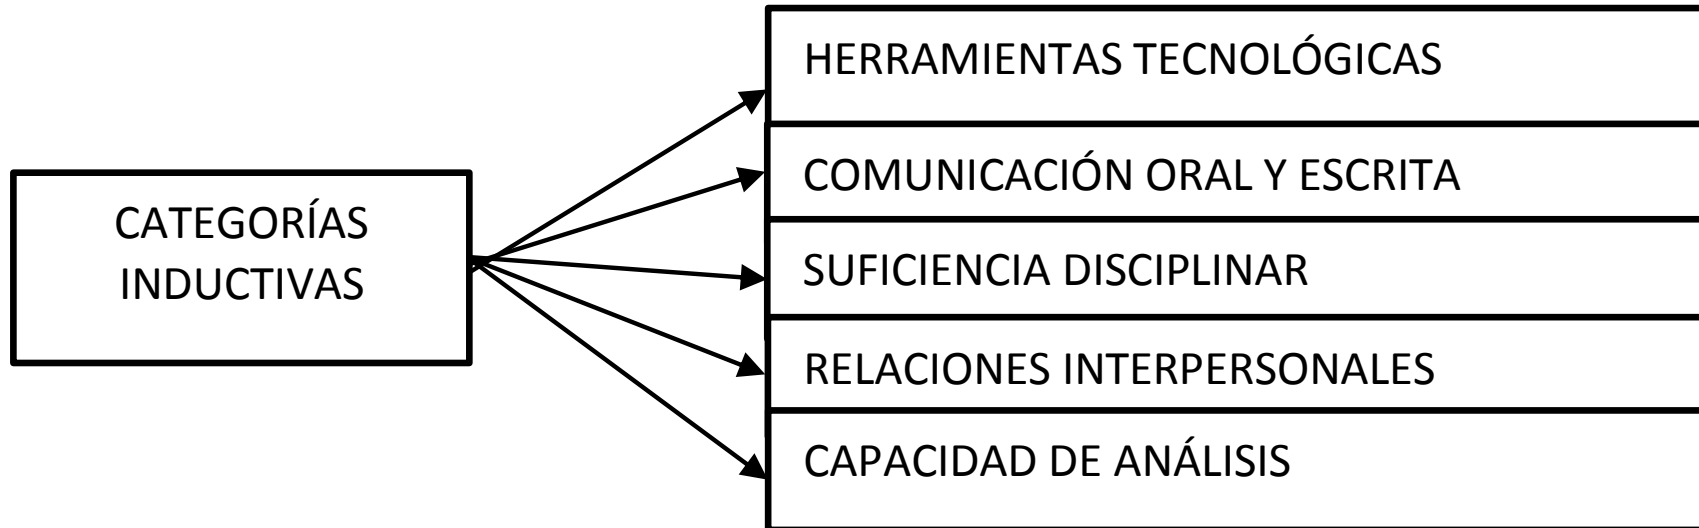 CATEGORÍAS
INDUCTIVAS
HERRAMIENTAS TECNOLÓGICAS
COMUNICACIÓN ORAL Y ESCRITA
SUFICIENCIA DISCIPLINAR
RELACIONES INTERPERSONALES
CAPACIDAD DE ANÁLISIS